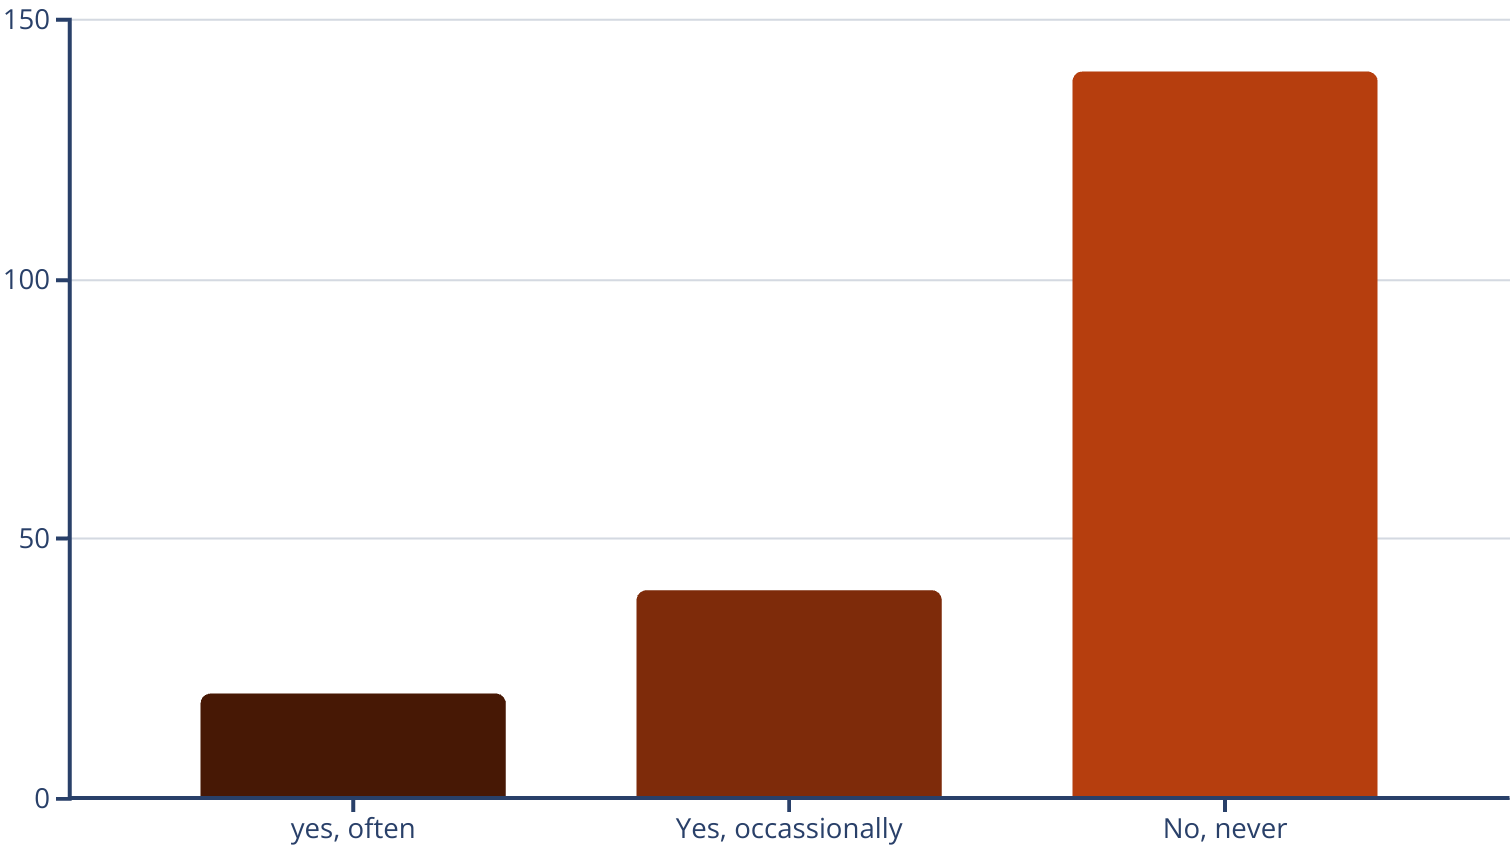 150
100
50
0
yes, often
Yes, occassionally
No, never